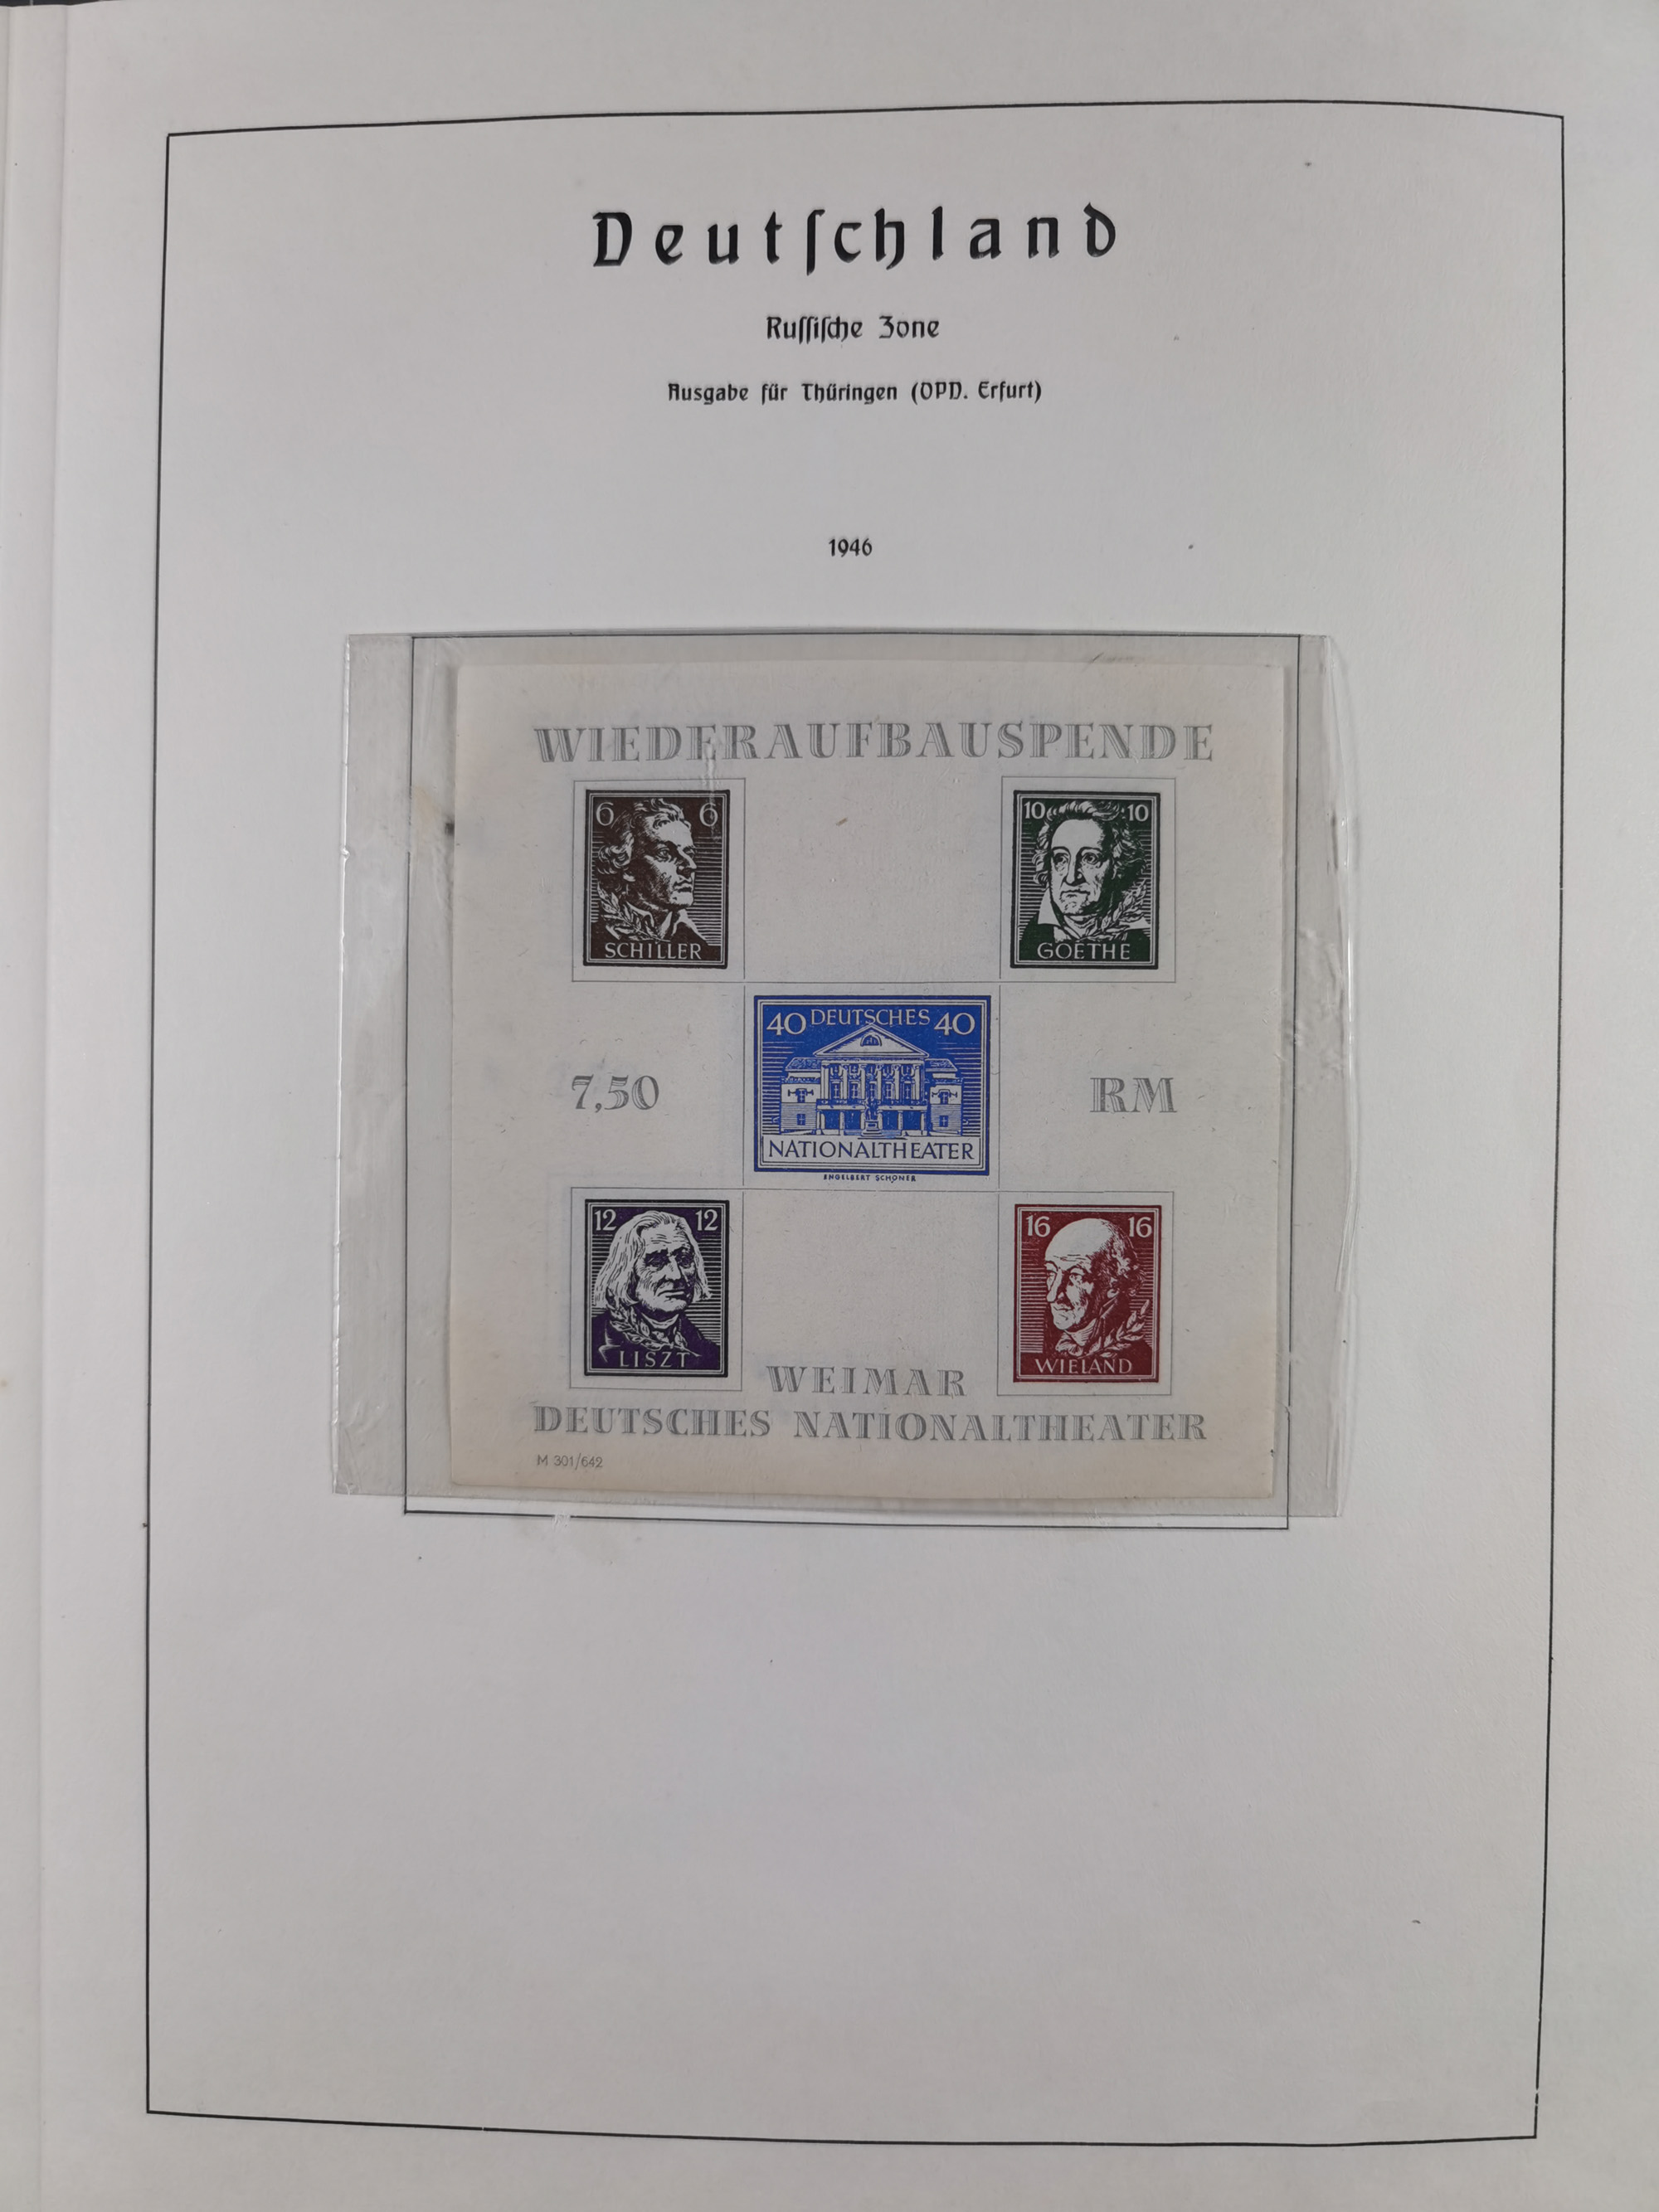 Deutſchland
Ruſſiſche Zone
Ausgabe für Thüringen (OPD. Erfurt)
1946
WIEDERAUFBAUSPENDE
6 6
SCHILLER
10 10
GOETHE
40 DEUTSCHES 40
NATIONALTHEATER
ENGELBERT SCHONER
7,50
RM
12 12
LISZT
16 16
WIELAND
WEIMAR
DEUTSCHES NATIONALTHEATER
M 301/642